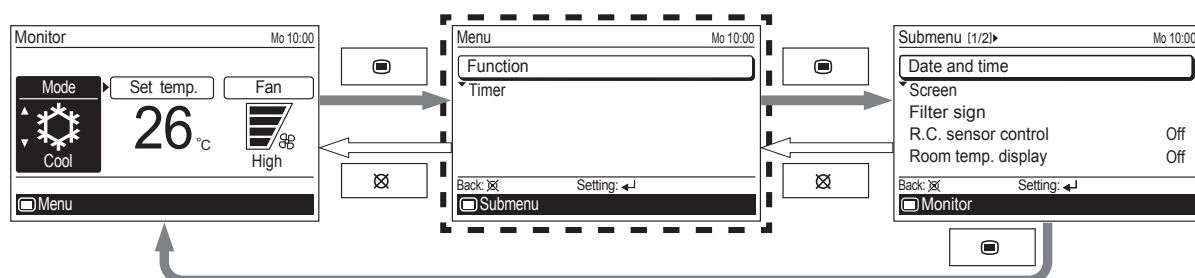 Monitor Mo 10:00
Mode Set temp. Fan
26 °C
Cool High
Menu
Menu Mo 10:00
Function
Timer
Back: Setting:
Submenu
Submenu [1/2] Mo 10:00
Date and time
Screen
Filter sign
R.C. sensor control Off
Room temp. display Off
Back: Setting:
Monitor